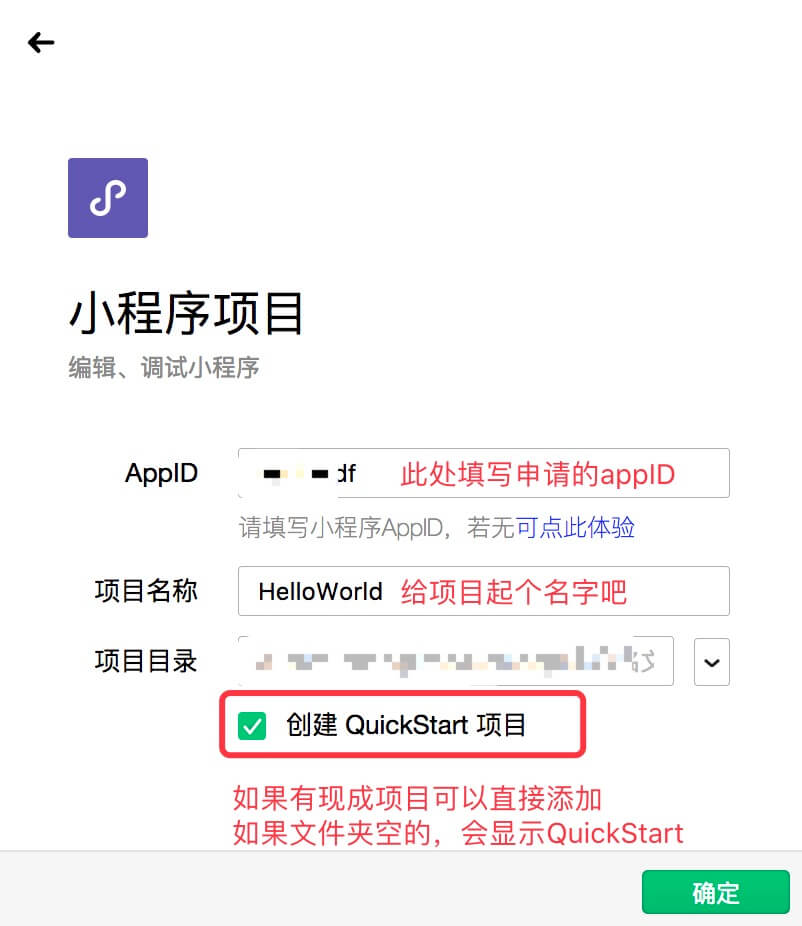 小程序项目
编辑、调试小程序
AppID df 此处填写申请的appID
请填写小程序AppID，若无可点此体验
项目名称 HelloWorld 给项目起个名字吧
项目目录
创建 QuickStart 项目
如果有现成项目可以直接添加
如果文件夹空的，会显示QuickStart
确定